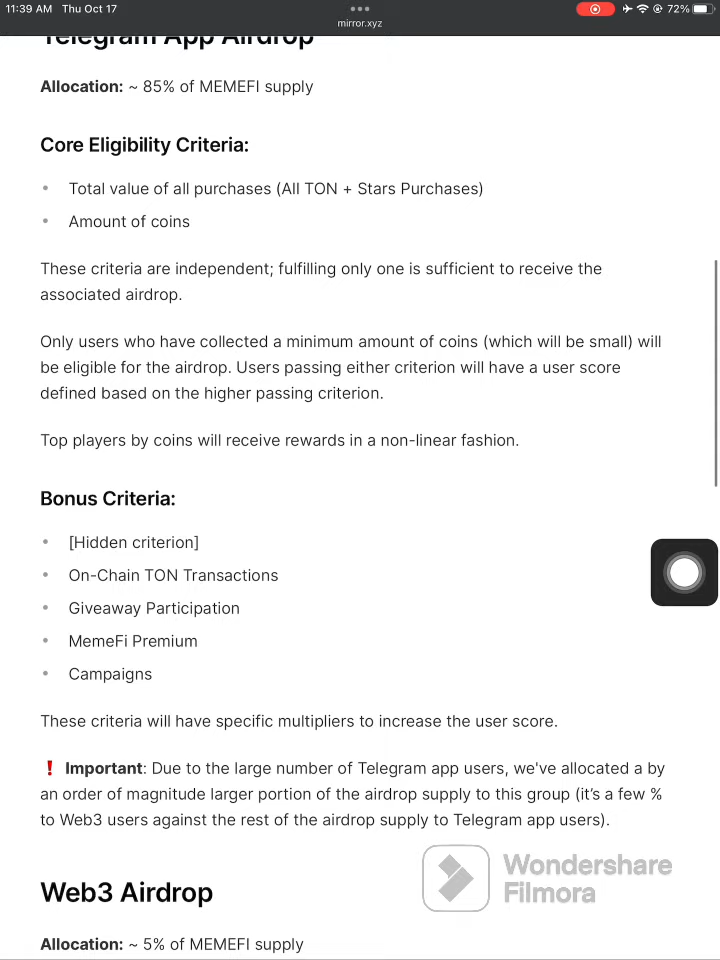 11:39 AM Thu Oct 17
72%
mirror.xyz
Telegram App Airdrop
Allocation: ~ 85% of MEMEFI supply
Core Eligibility Criteria:
• Total value of all purchases (All TON + Stars Purchases)
• Amount of coins
These criteria are independent; fulfilling only one is sufficient to receive the
associated airdrop.
Only users who have collected a minimum amount of coins (which will be small) will
be eligible for the airdrop. Users passing either criterion will have a user score
defined based on the higher passing criterion.
Top players by coins will receive rewards in a non-linear fashion.
Bonus Criteria:
• [Hidden criterion]
• On-Chain TON Transactions
• Giveaway Participation
• MemeFi Premium
• Campaigns
These criteria will have specific multipliers to increase the user score.
❗ Important: Due to the large number of Telegram app users, we've allocated a by
an order of magnitude larger portion of the airdrop supply to this group (it’s a few %
to Web3 users against the rest of the airdrop supply to Telegram app users).
Wondershare
Filmora
Web3 Airdrop
Allocation: ~ 5% of MEMEFI supply